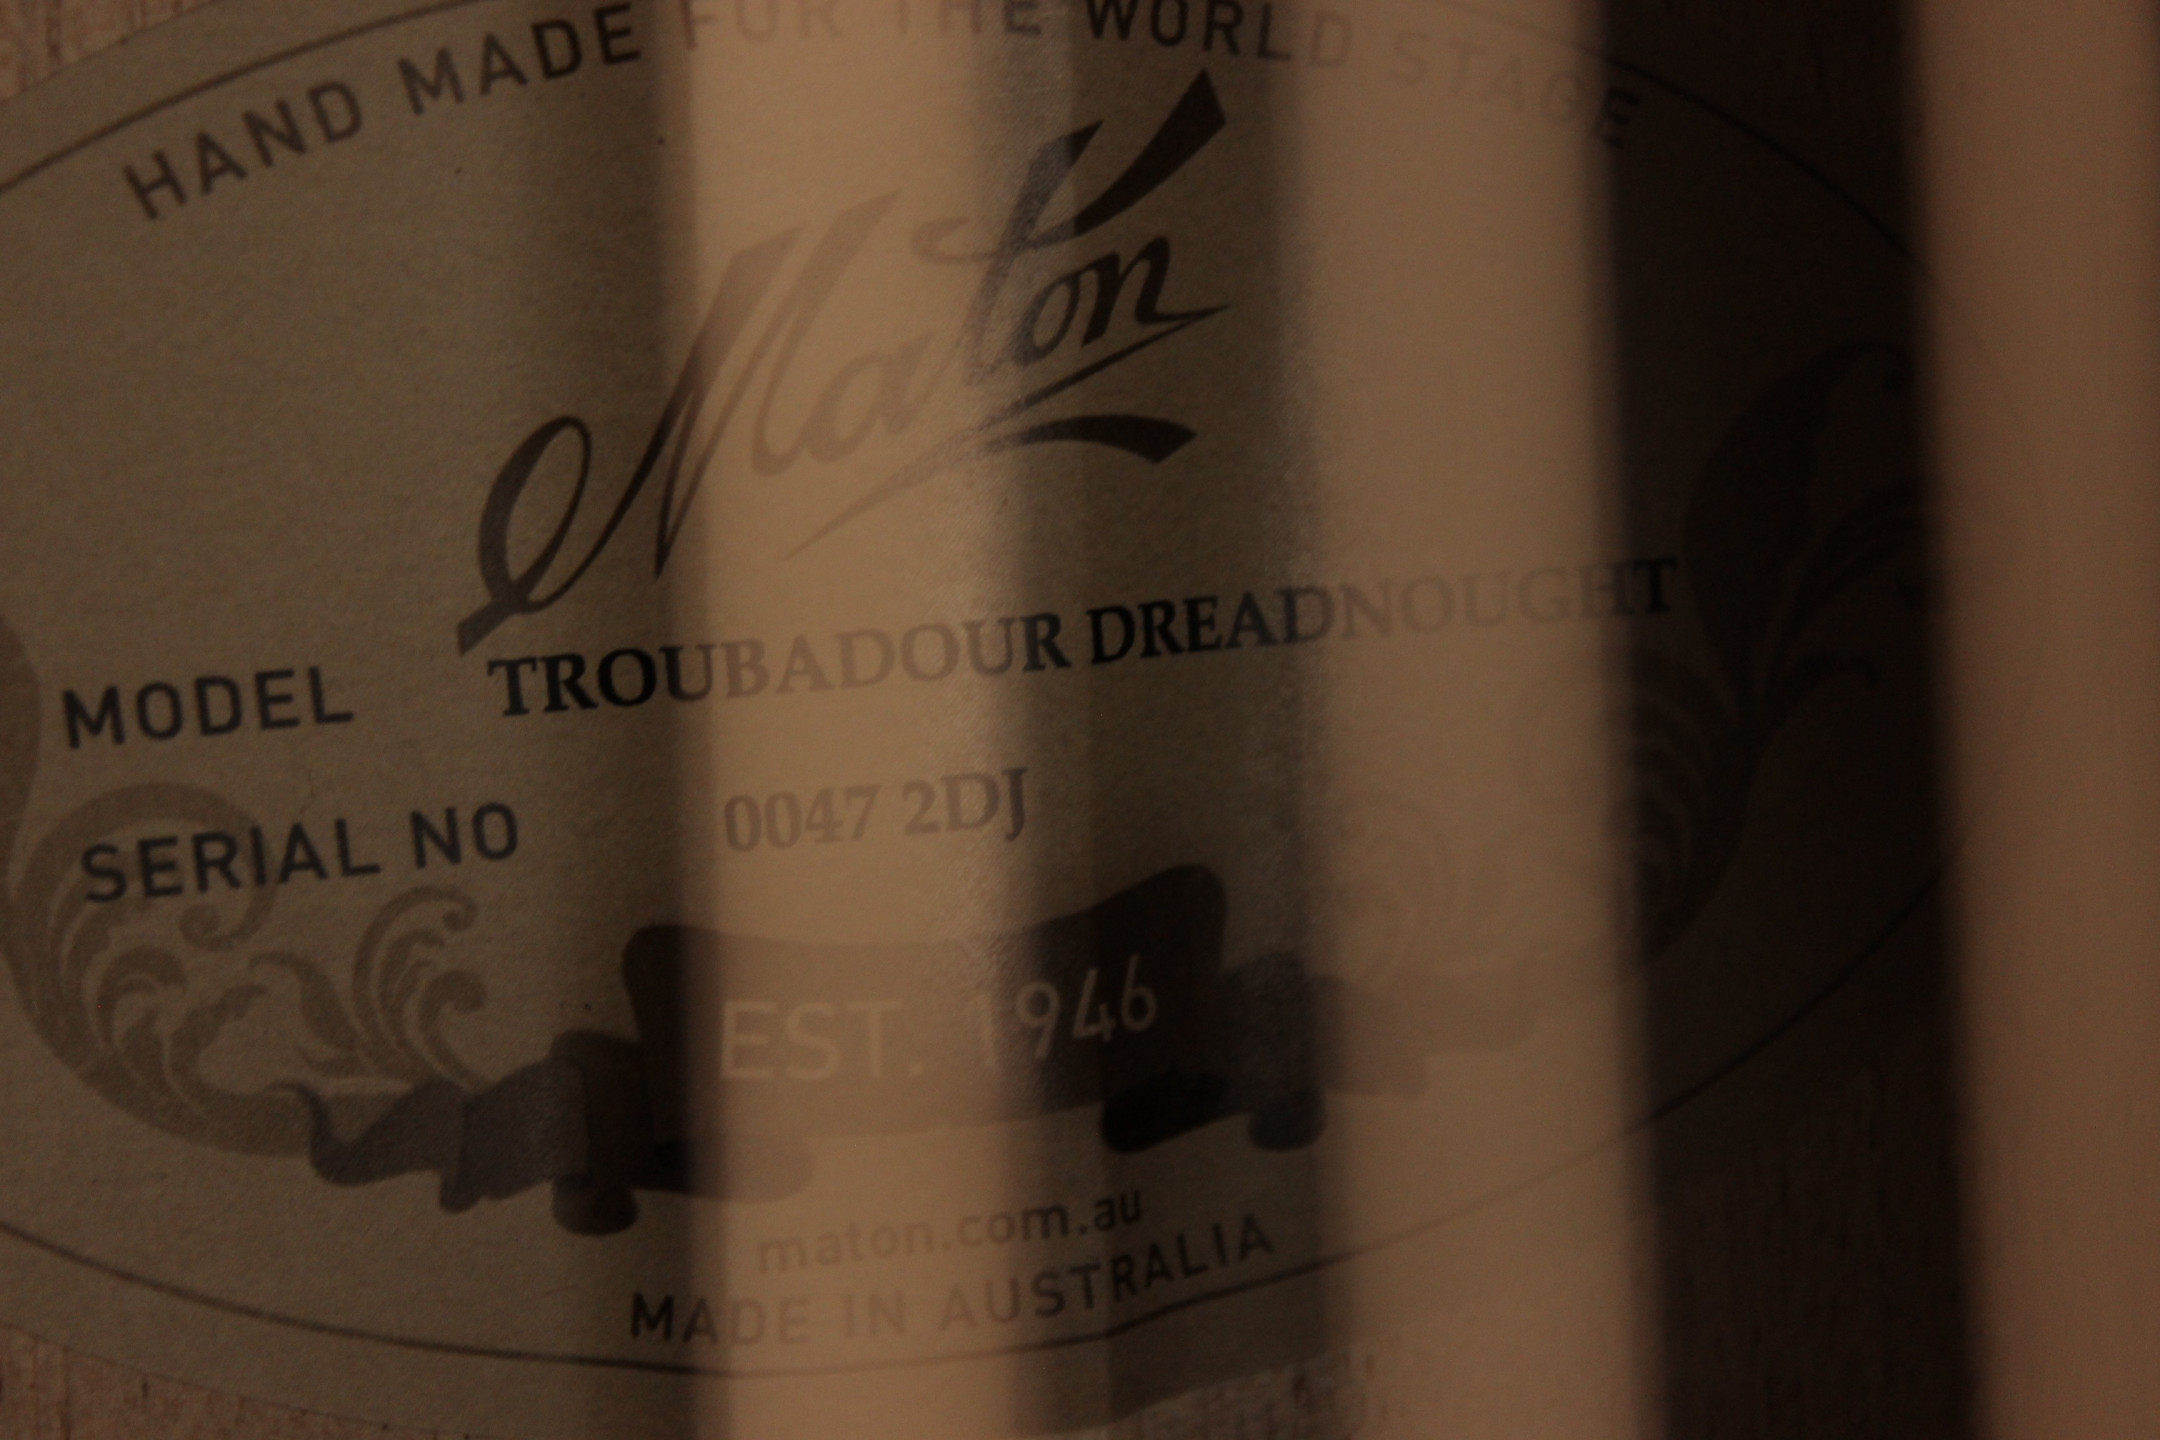 HAND MADE FOR THE WORLD STAGE
Maton
MODEL TROUBADOUR DREADNOUGHT
SERIAL NO 0047 2DJ
EST. 1946
maton.com.au
MADE IN AUSTRALIA